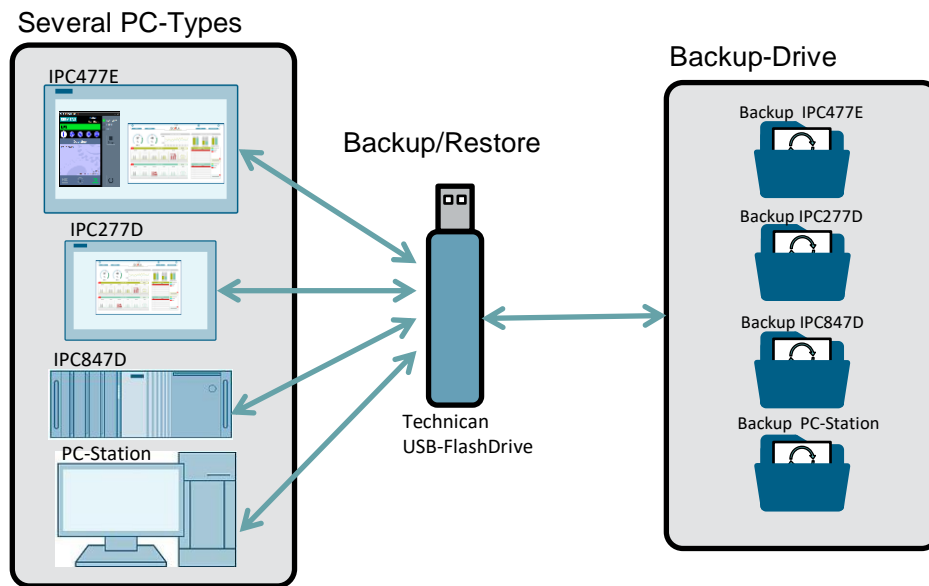 Several PC-Types
IPC477E
IPC277D
IPC847D
PC-Station
Backup/Restore
Technican
USB-FlashDrive
Backup-Drive
Backup IPC477E
Backup IPC277D
Backup IPC847D
Backup PC-Station